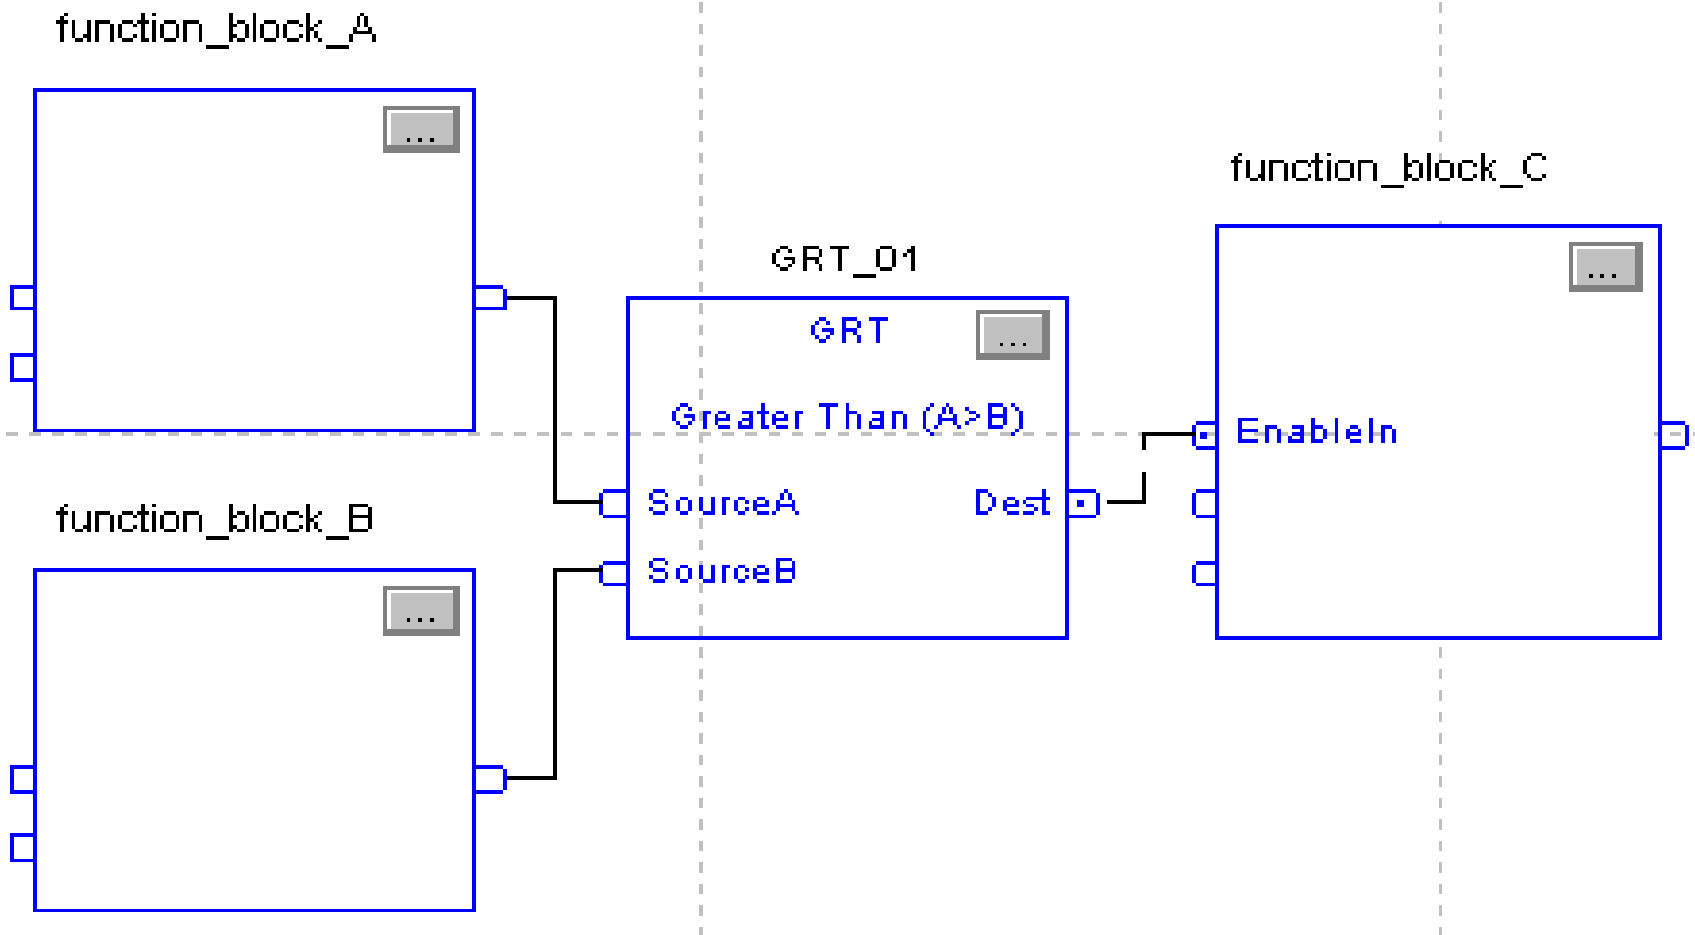 function_block_A
...
function_block_B
...
GRT_01
GRT
...
Greater Than (A>B)
SourceA
Dest
SourceB
function_block_C
...
EnableIn